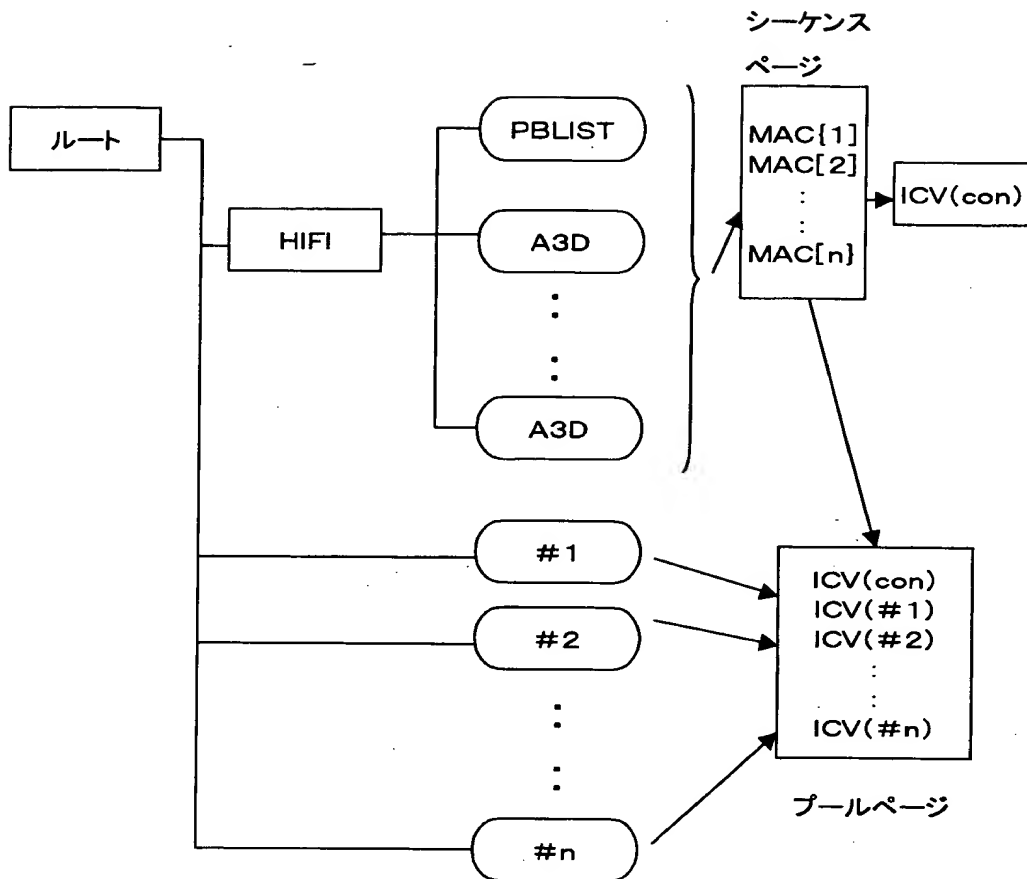 シーケンス
ページ
ルート
HIFI
PBLIST
A3D
A3D
MAC{1]
MAC[2]
MAC[n}
ICV(con)
#1
#2
#n
ICV(con)
ICV(#1)
ICV(#2)
ICV(#n)
プールページ